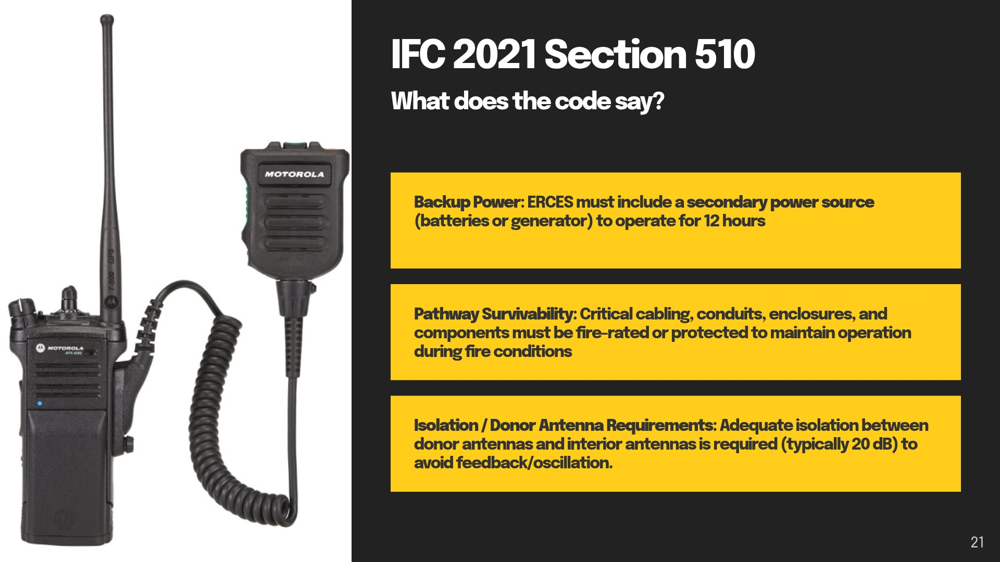 IFC 2021 Section 510
What does the code say?
Backup Power: ERCES must include a secondary power source
(batteries or generator) to operate for 12 hours
Pathway Survivability: Critical cabling, conduits, enclosures, and
components must be fire-rated or protected to maintain operation
during fire conditions
Isolation / Donor Antenna Requirements: Adequate isolation between
donor antennas and interior antennas is required (typically 20 dB) to
avoid feedback/oscillation.
MOTOROLA
7-800 GPS
MOTOROLA
APX 6000
21